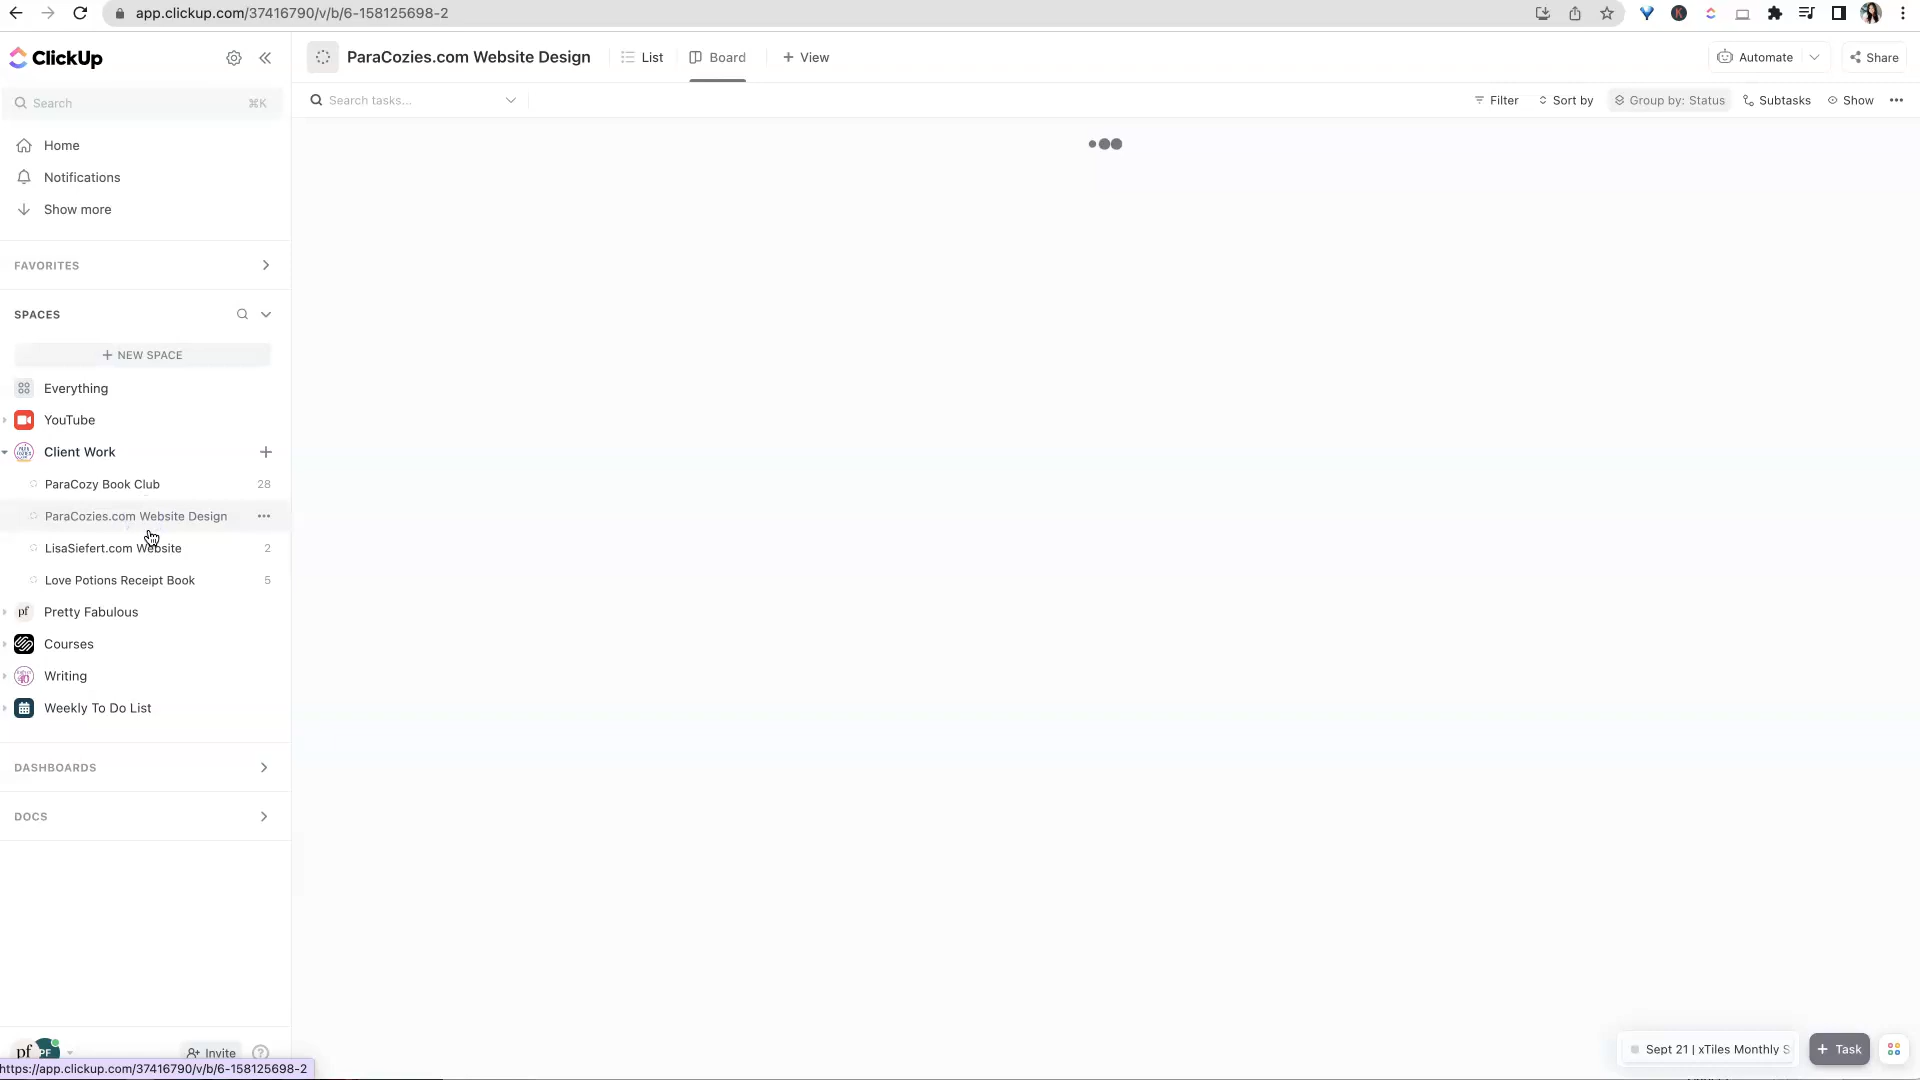 app.clickup.com/37416790/v/b/6-158125698-2
ClickUp
ParaCozies.com Website Design
List
Board
+ View
Automate
Share
Search
⌘K
Search tasks...
Filter
Sort by
Group by: Status
Subtasks
Show
Home
Notifications
Show more
FAVORITES
SPACES
+ NEW SPACE
Everything
YouTube
Client Work
ParaCozy Book Club 28
ParaCozies.com Website Design
LisaSiefert.com Website 2
Love Potions Receipt Book 5
pf Pretty Fabulous
Courses
Writing
Weekly To Do List
DASHBOARDS
DOCS
pf PF
Invite
?
https://app.clickup.com/37416790/v/b/6-158125698-2
Sept 21 | xTiles Monthly S
+ Task